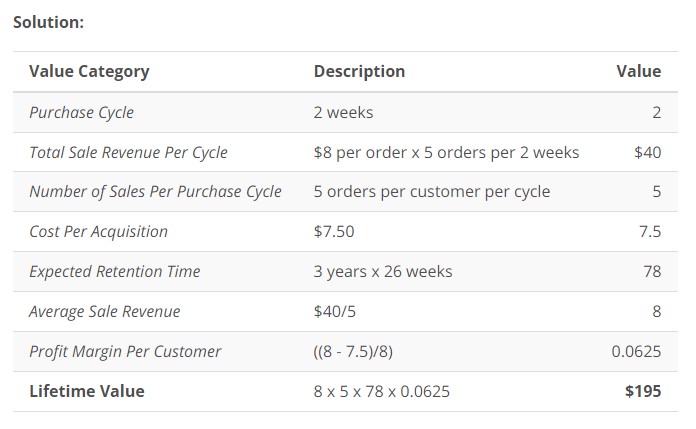 Solution:
Value Category Description Value
Purchase Cycle 2 weeks 2
Total Sale Revenue Per Cycle $8 per order x 5 orders per 2 weeks $40
Number of Sales Per Purchase Cycle 5 orders per customer per cycle 5
Cost Per Acquisition $7.50 7.5
Expected Retention Time 3 years x 26 weeks 78
Average Sale Revenue $40/5 8
Profit Margin Per Customer ((8 - 7.5)/8) 0.0625
Lifetime Value 8 x 5 x 78 x 0.0625 $195